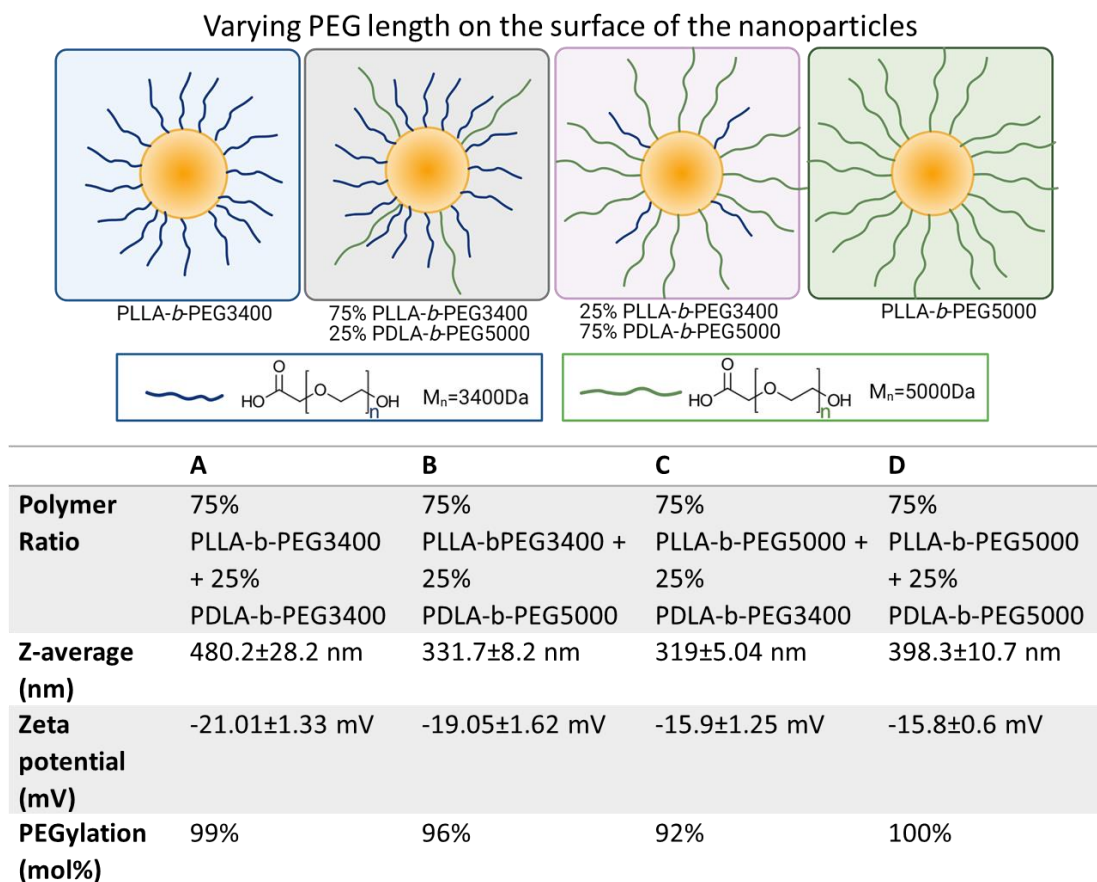 Varying PEG length on the surface of the nanoparticles
PLLA-b-PEG3400
75% PLLA-b-PEG3400
25% PDLA-b-PEG5000
25% PLLA-b-PEG3400
75% PDLA-b-PEG5000
PLLA-b-PEG5000
HO O O n OH Mn=3400Da
HO O O n OH Mn=5000Da
A B C D
Polymer 75% 75% 75% 75%
Ratio PLLA-b-PEG3400 PLLA-bPEG3400 + PLLA-b-PEG5000 + PLLA-b-PEG5000
+ 25% 25% 25% + 25%
PDLA-b-PEG3400 PDLA-b-PEG5000 PDLA-b-PEG3400 PDLA-b-PEG5000
Z-average 480.2±28.2 nm 331.7±8.2 nm 319±5.04 nm 398.3±10.7 nm
(nm)
Zeta -21.01±1.33 mV -19.05±1.62 mV -15.9±1.25 mV -15.8±0.6 mV
potential
(mV)
PEGylation 99% 96% 92% 100%
(mol%)